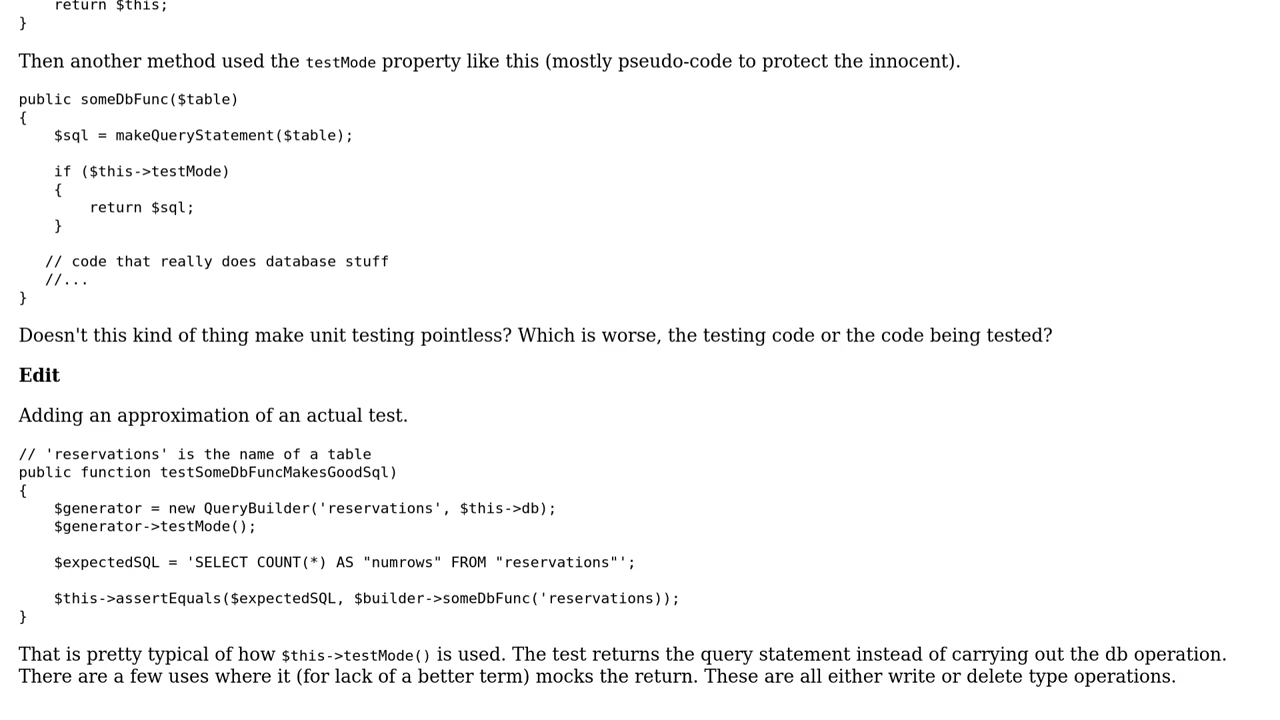 return $this;
}
Then another method used the testMode property like this (mostly pseudo-code to protect the innocent).
public someDbFunc($table)
{
    $sql = makeQueryStatement($table);
    if ($this->testMode)
    {
        return $sql;
    }
   // code that really does database stuff
   //...
}
Doesn't this kind of thing make unit testing pointless? Which is worse, the testing code or the code being tested?
Edit
Adding an approximation of an actual test.
// 'reservations' is the name of a table
public function testSomeDbFuncMakesGoodSql)
{
    $generator = new QueryBuilder('reservations', $this->db);
    $generator->testMode();
    $expectedSQL = 'SELECT COUNT(*) AS "numrows" FROM "reservations"';
    $this->assertEquals($expectedSQL, $builder->someDbFunc('reservations));
}
That is pretty typical of how $this->testMode() is used. The test returns the query statement instead of carrying out the db operation.
There are a few uses where it (for lack of a better term) mocks the return. These are all either write or delete type operations.